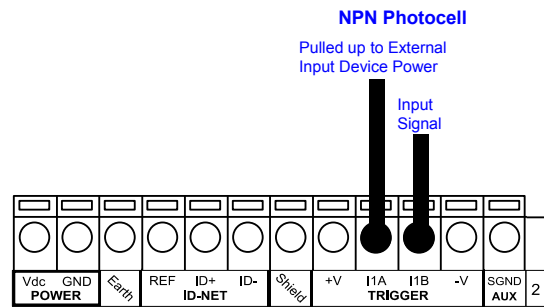 NPN Photocell
Pulled up to External
Input Device Power
Input
Signal
Vdc GND Earth REF ID+ ID- Shield +V I1A I1B -V SGND 2
POWER ID-NET TRIGGER AUX